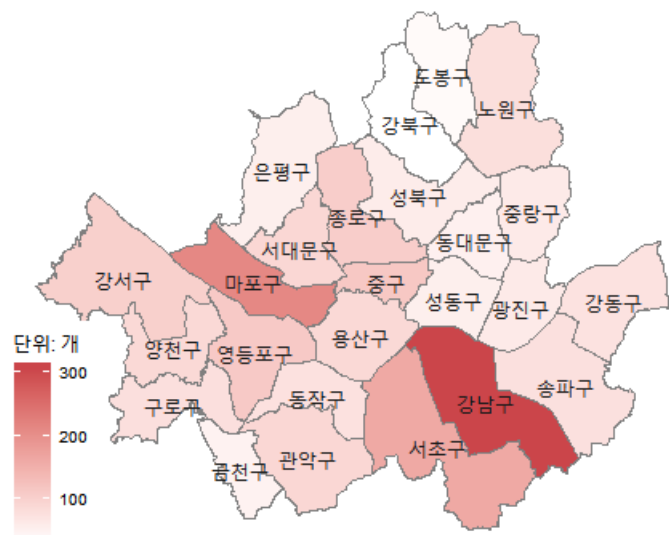 도봉구
노원구
강북구
은평구
성북구
중랑구
종로구
동대문구
서대문구
강서구
마포구
중구
성동구
광진구
강동구
단위: 개
양천구
영등포구
용산구
송파구
300
구로구
동작구
강남구
200
서초구
금천구
관악구
100